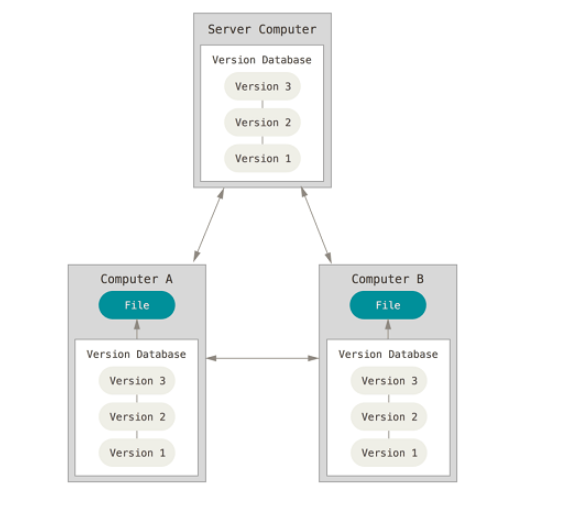 Server Computer
Version Database
Version 3
Version 2
Version 1
Computer A
File
Version Database
Version 3
Version 2
Version 1
Computer B
File
Version Database
Version 3
Version 2
Version 1